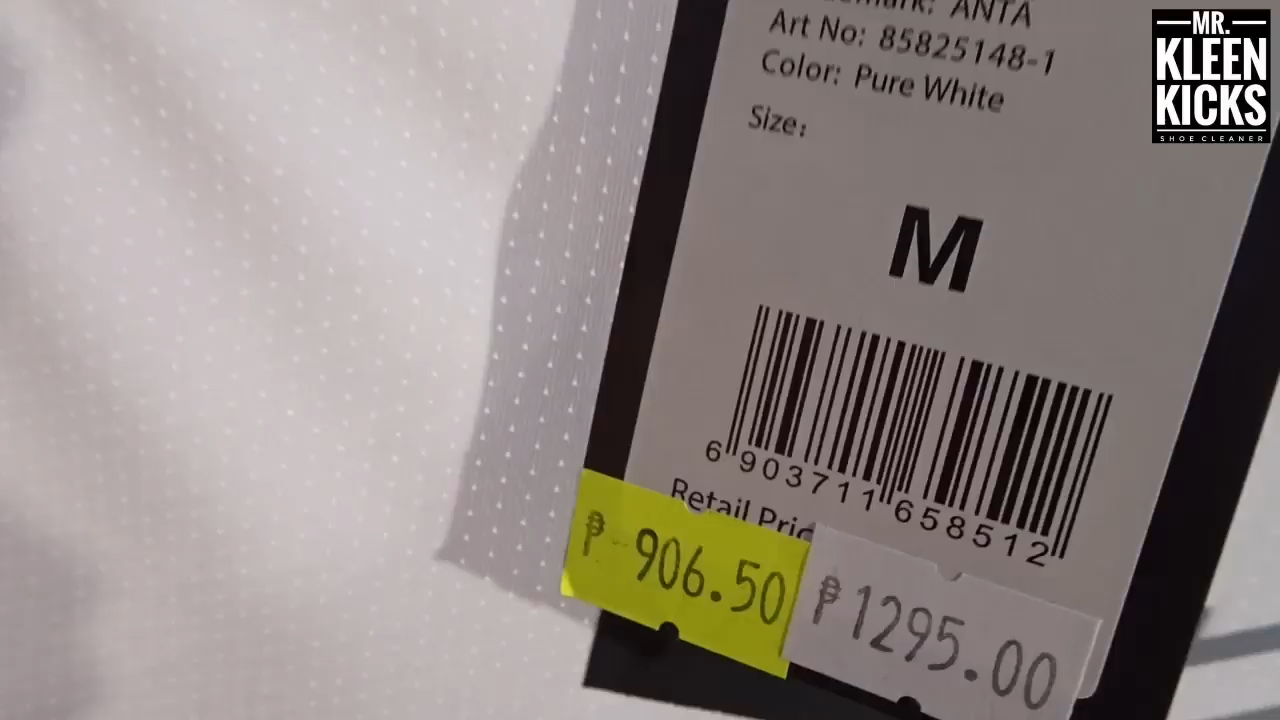 MR.
KLEEN
KICKS
SHOE CLEANER
ANTA
Art No: 85825148-1
Color: Pure White
Size:
M
6 903711 658512
Retail
₱ 906.50
₱1295.00